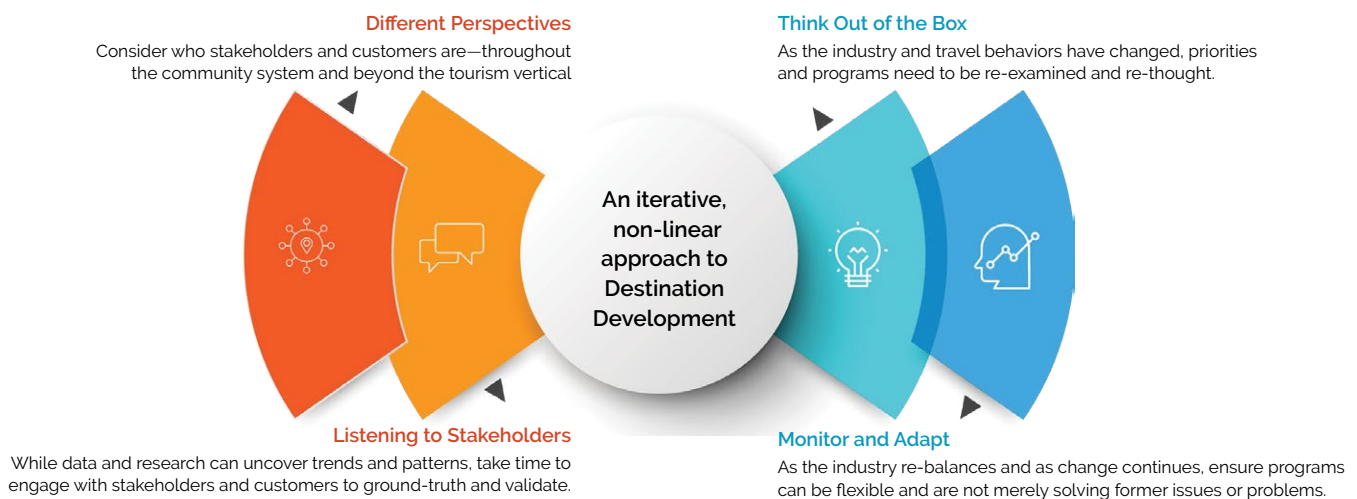 Different Perspectives
Consider who stakeholders and customers are—throughout
the community system and beyond the tourism vertical
Think Out of the Box
As the industry and travel behaviors have changed, priorities
and programs need to be re-examined and re-thought.
An iterative,
non-linear
approach to
Destination
Development
Listening to Stakeholders
While data and research can uncover trends and patterns, take time to
engage with stakeholders and customers to ground-truth and validate.
Monitor and Adapt
As the industry re-balances and as change continues, ensure programs
can be flexible and are not merely solving former issues or problems.